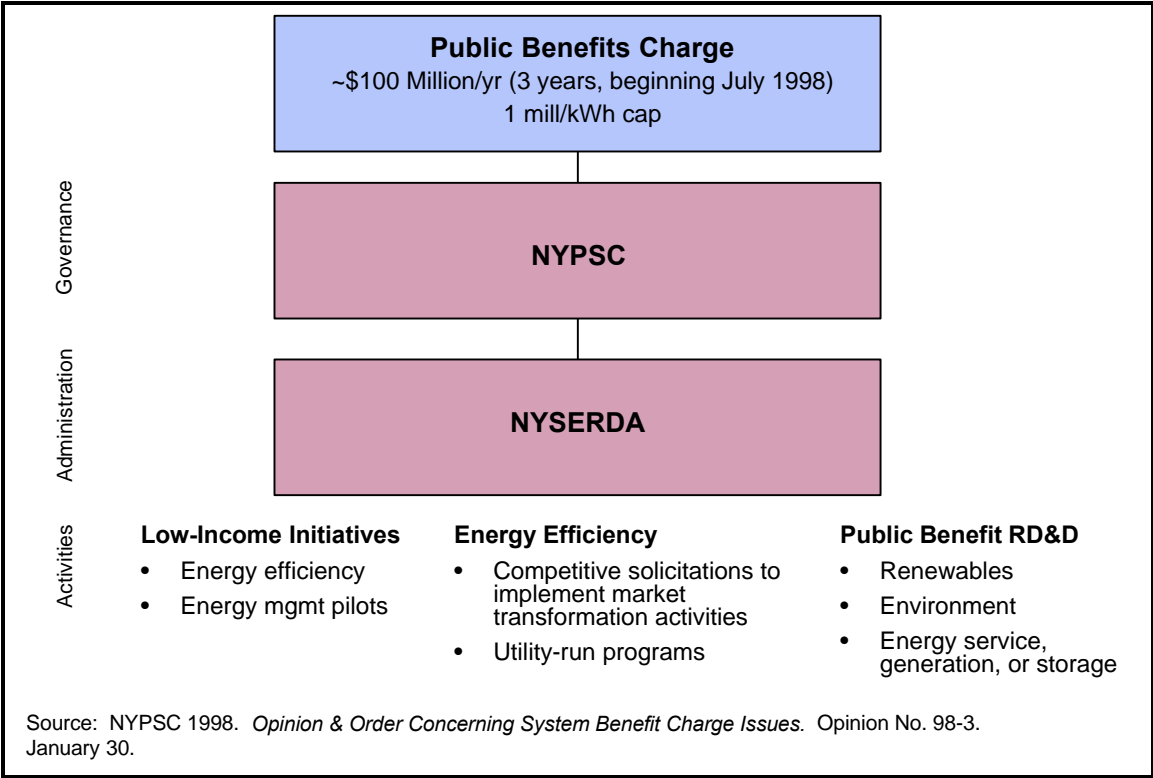 Public Benefits Charge
~$100 Million/yr (3 years, beginning July 1998)
1 mill/kWh cap
Governance
NYPSC
Administration
NYSERDA
Activities
Low-Income Initiatives
• Energy efficiency
• Energy mgmt pilots
Energy Efficiency
• Competitive solicitations to
implement market
transformation activities
• Utility-run programs
Public Benefit RD&D
• Renewables
• Environment
• Energy service,
generation, or storage
Source: NYPSC 1998. Opinion & Order Concerning System Benefit Charge Issues. Opinion No. 98-3.
January 30.